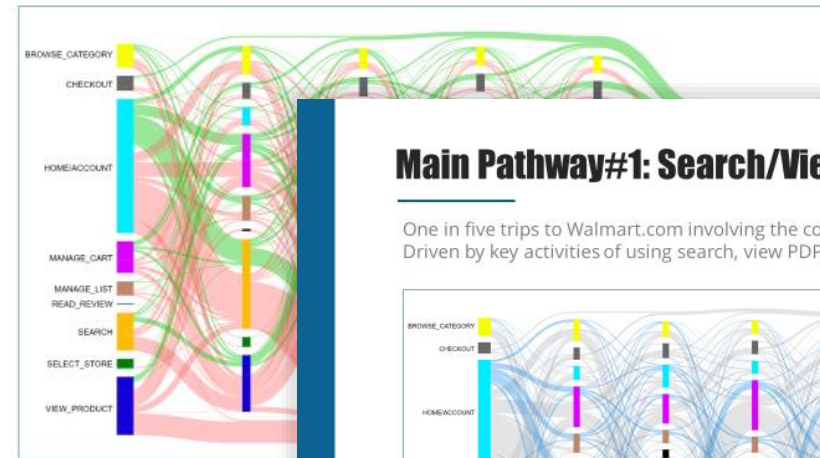 BROWSE_CATEGORY
CHECKOUT
HOME/ACCOUNT
MANAGE_CART
MANAGE_LIST
READ_REVIEW
SEARCH
SELECT_STORE
VIEW_PRODUCT
Main Pathway#1: Search/Vie
One in five trips to Walmart.com involving the co
Driven by key activities of using search, view PDP
BROWSE_CATEGORY
CHECKOUT
HOME/ACCOUNT